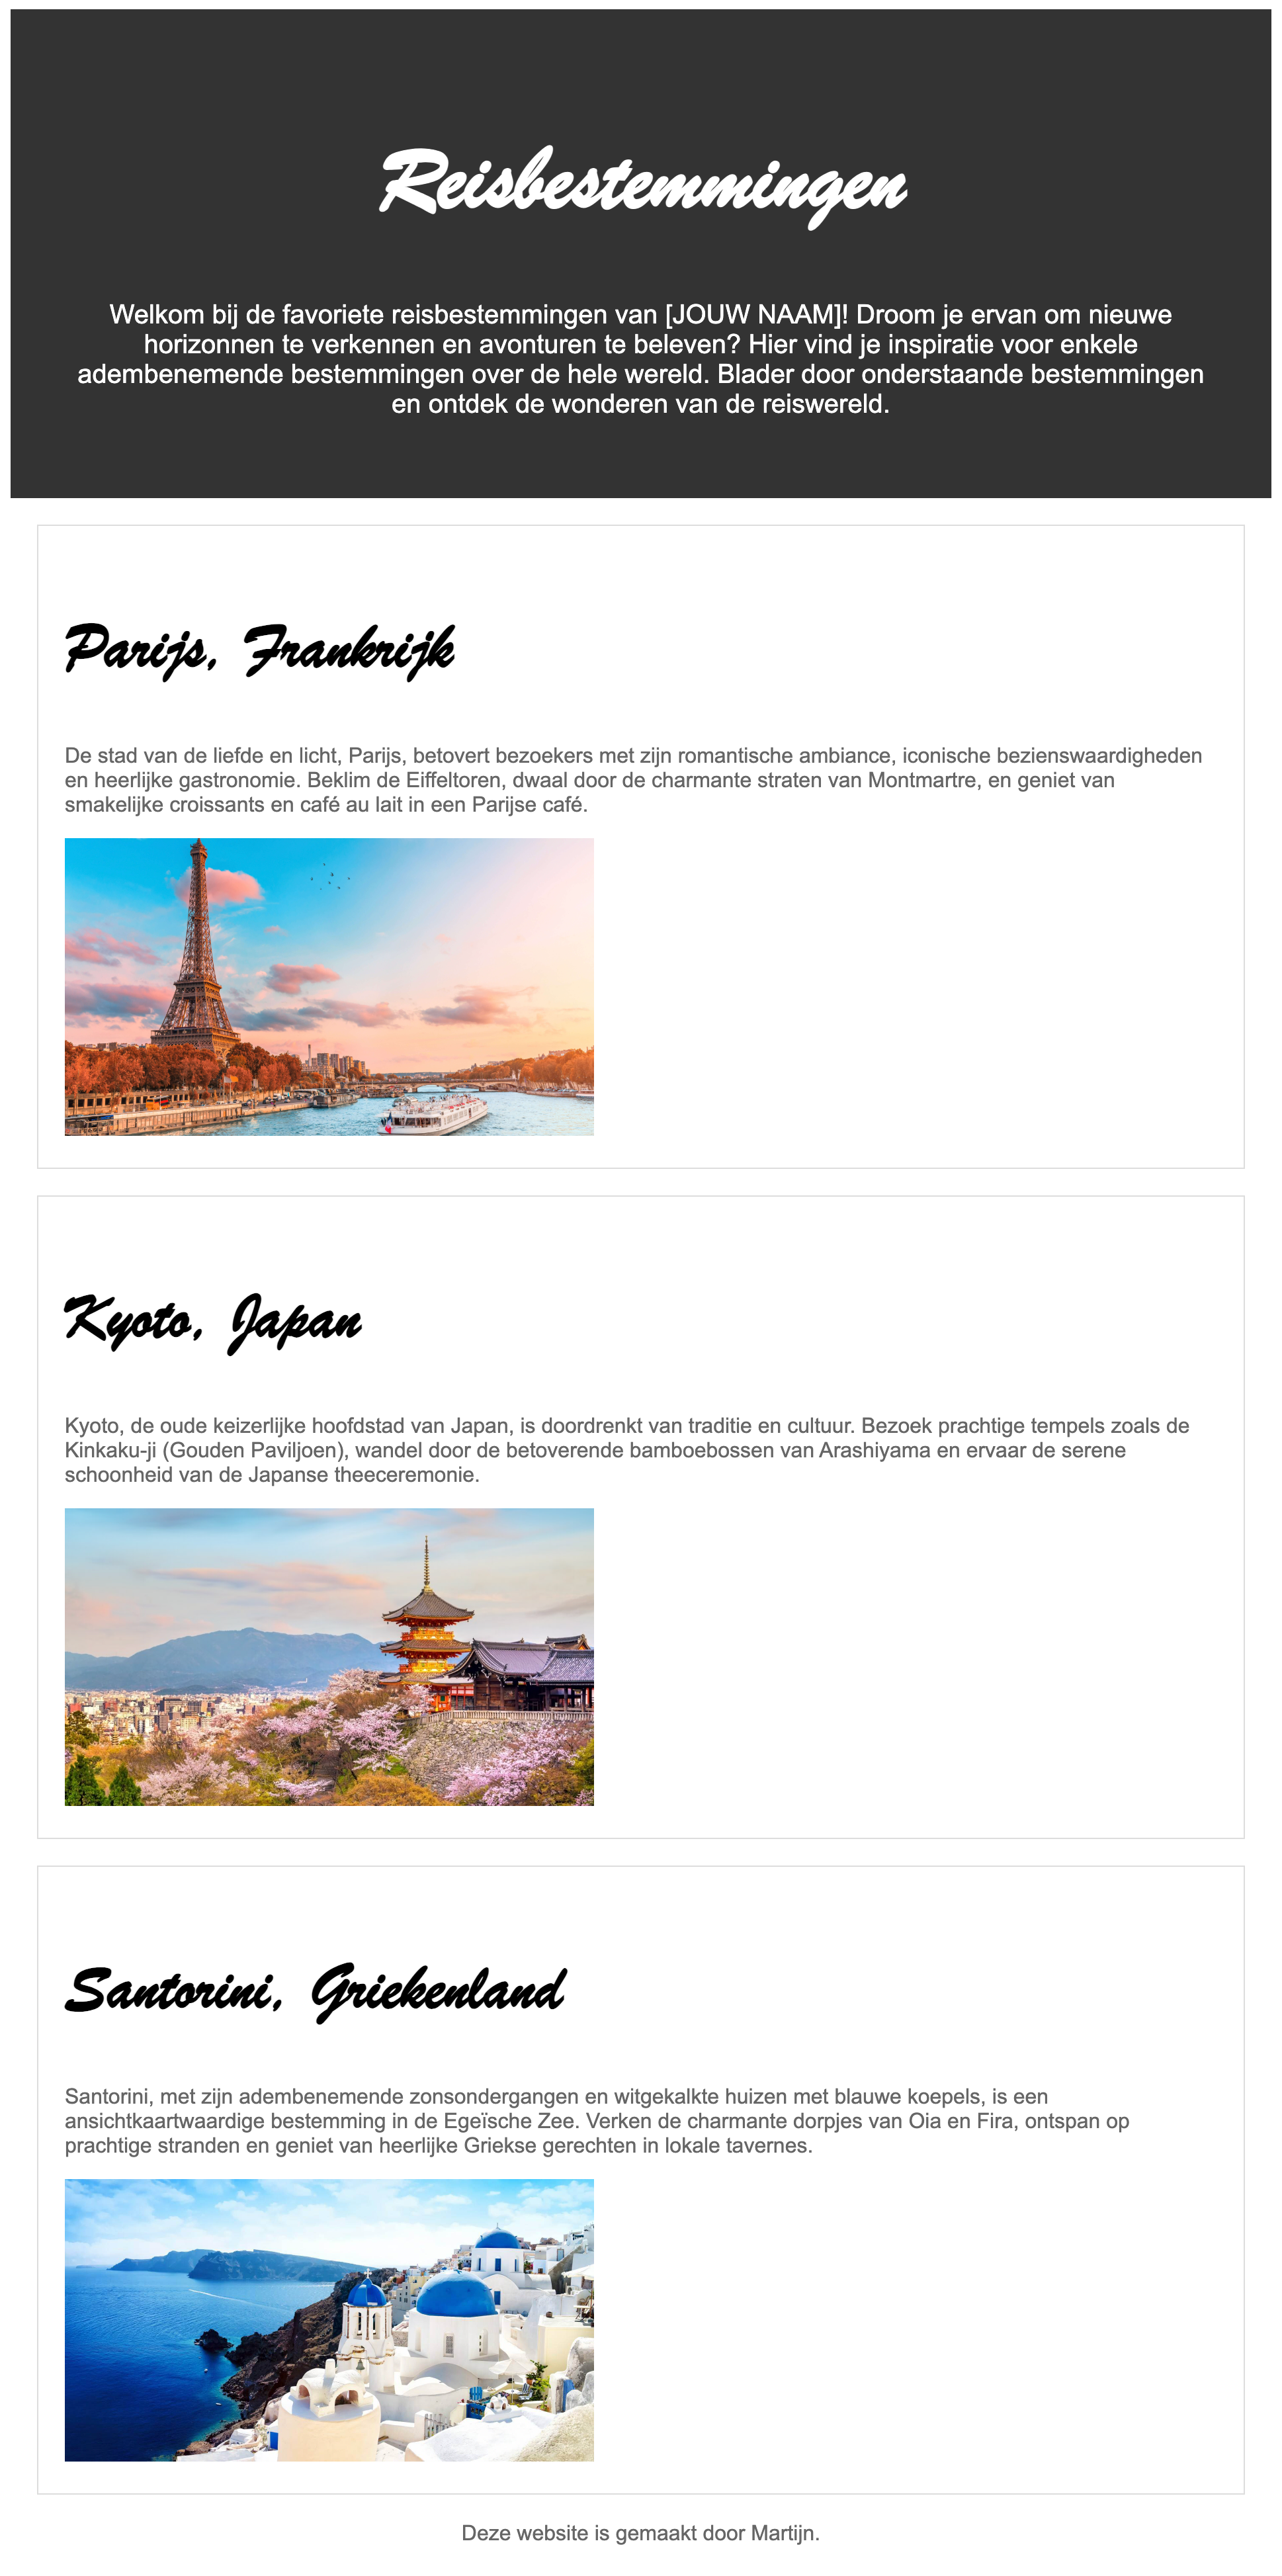 Reisbestemmingen
Welkom bij de favoriete reisbestemmingen van [JOUW NAAM]! Droom je ervan om nieuwe
horizonnen te verkennen en avonturen te beleven? Hier vind je inspiratie voor enkele
adembenemende bestemmingen over de hele wereld. Blader door onderstaande bestemmingen
en ontdek de wonderen van de reiswereld.
Parijs, Frankrijk
De stad van de liefde en licht, Parijs, betovert bezoekers met zijn romantische ambiance, iconische bezienswaardigheden
en heerlijke gastronomie. Beklim de Eiffeltoren, dwaal door de charmante straten van Montmartre, en geniet van
smakelijke croissants en café au lait in een Parijse café.
Kyoto, Japan
Kyoto, de oude keizerlijke hoofdstad van Japan, is doordrenkt van traditie en cultuur. Bezoek prachtige tempels zoals de
Kinkaku-ji (Gouden Paviljoen), wandel door de betoverende bamboebossen van Arashiyama en ervaar de serene
schoonheid van de Japanse theeceremonie.
Santorini, Griekenland
Santorini, met zijn adembenemende zonsondergangen en witgekalkte huizen met blauwe koepels, is een
ansichtkaartwaardige bestemming in de Egeïsche Zee. Verken de charmante dorpjes van Oia en Fira, ontspan op
prachtige stranden en geniet van heerlijke Griekse gerechten in lokale tavernes.
Deze website is gemaakt door Martijn.